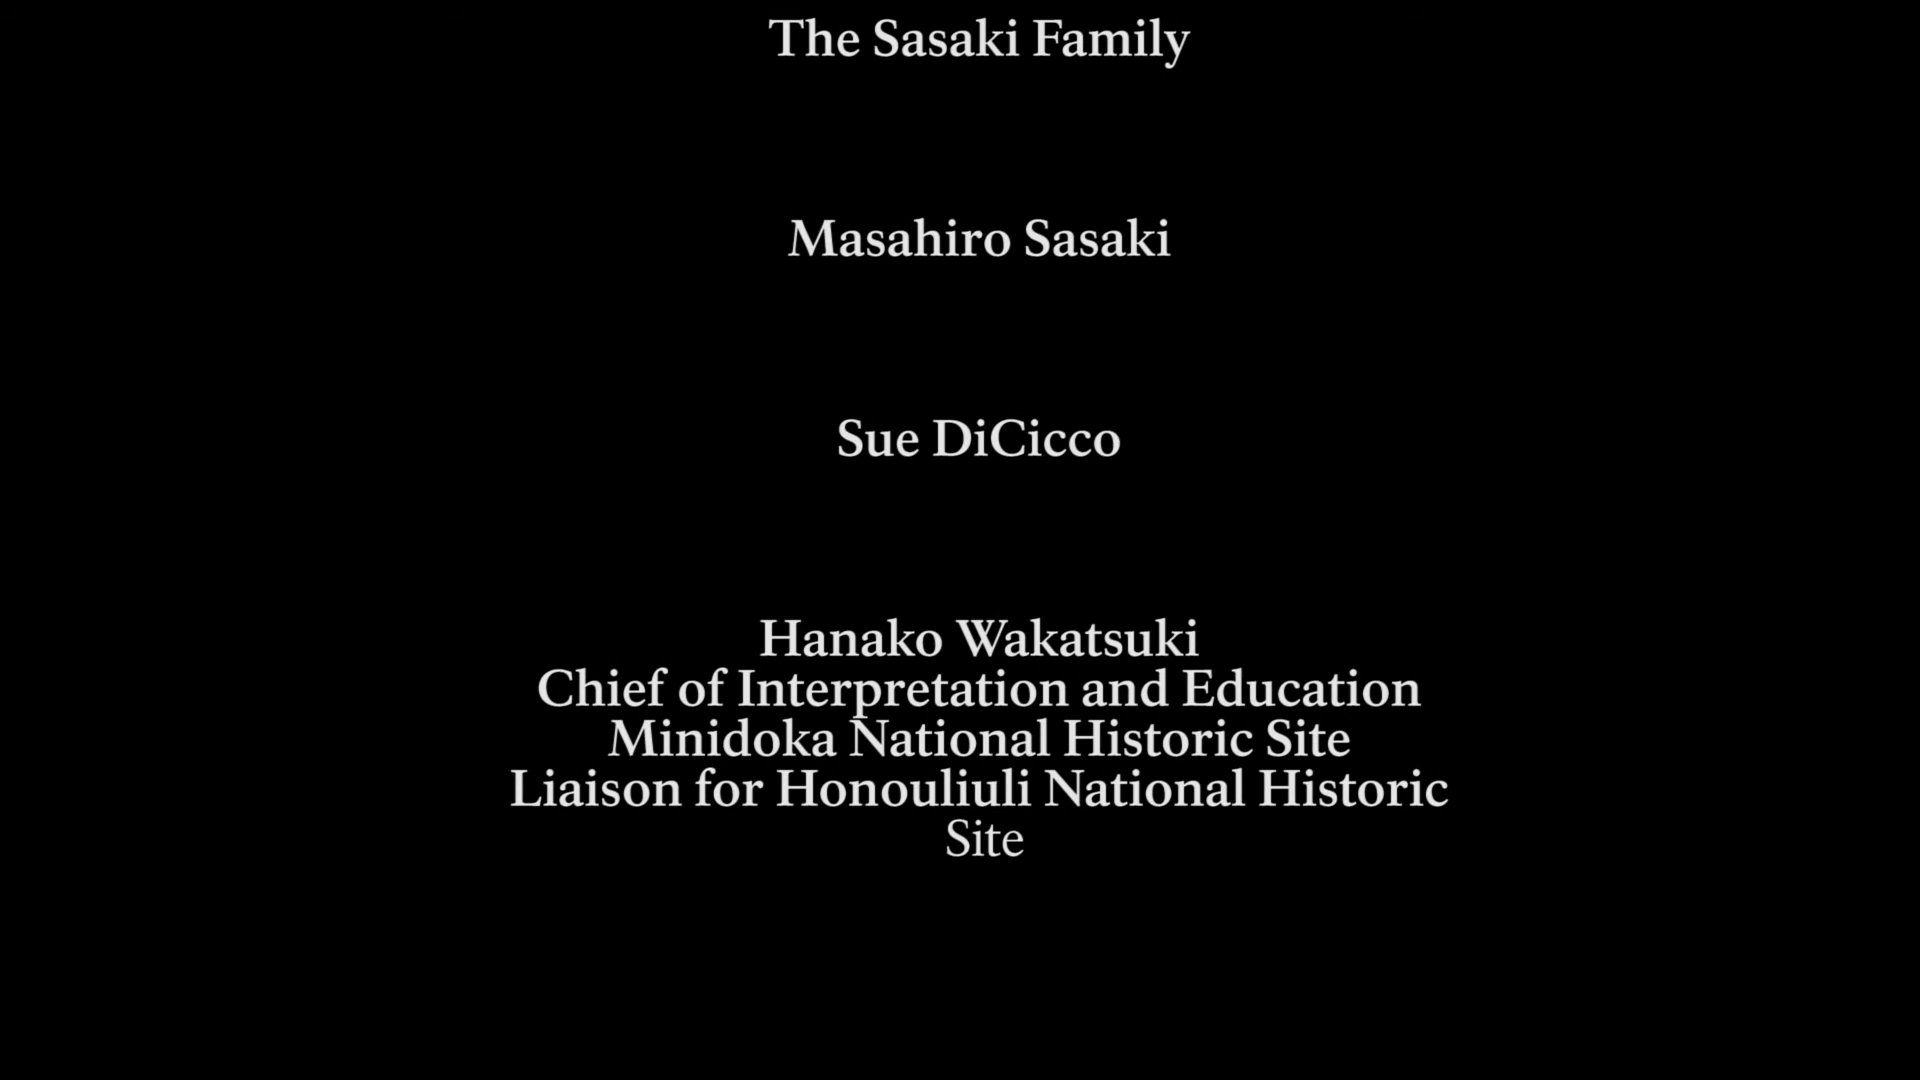 The Sasaki Family
Masahiro Sasaki
Sue DiCicco
Hanako Wakatsuki
Chief of Interpretation and Education
Minidoka National Historic Site
Liaison for Honouliuli National Historic
Site